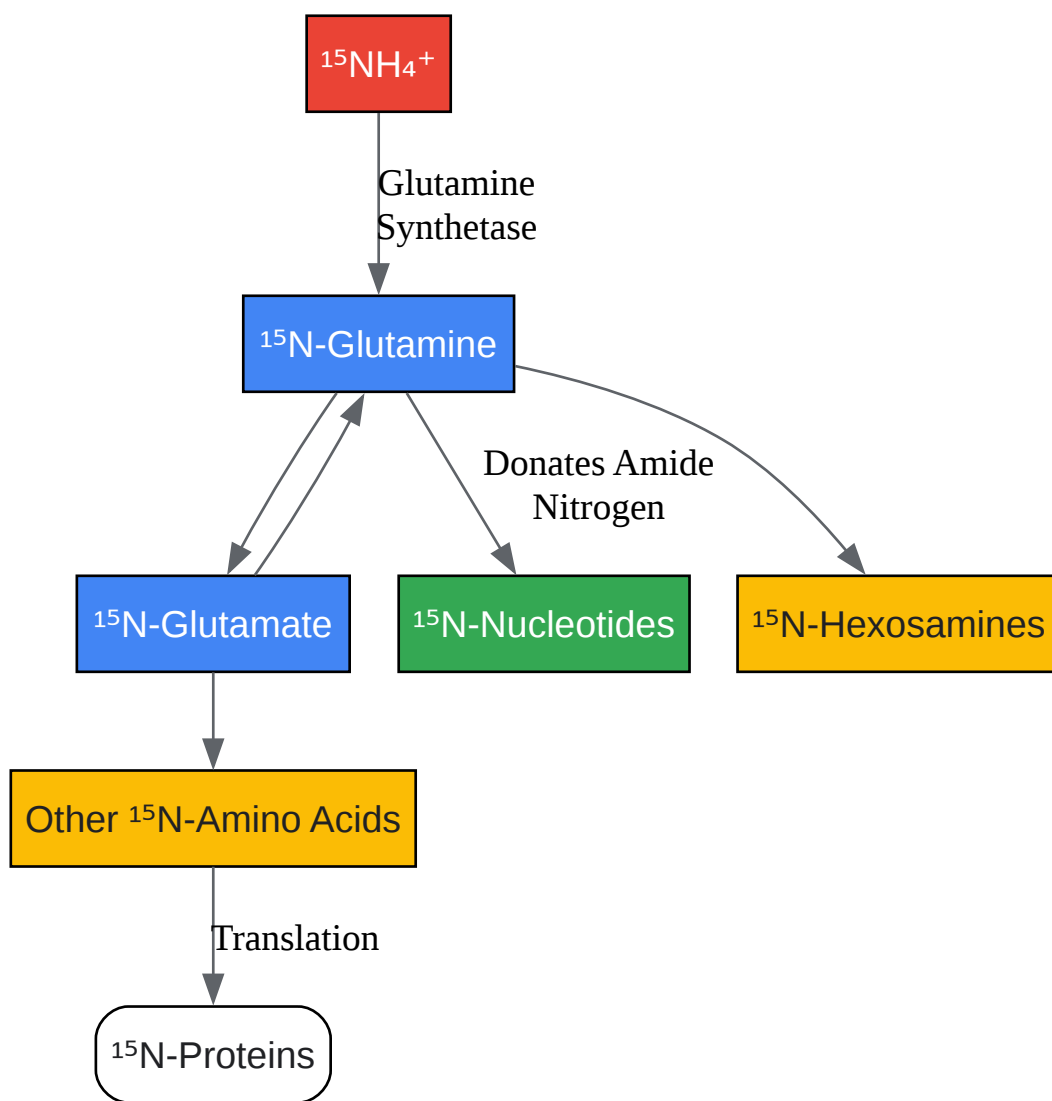 ¹⁵NH₄⁺
Glutamine
Synthetase
¹⁵N-Glutamine
Donates Amide
Nitrogen
¹⁵N-Glutamate
¹⁵N-Nucleotides
¹⁵N-Hexosamines
Other ¹⁵N-Amino Acids
Translation
¹⁵N-Proteins